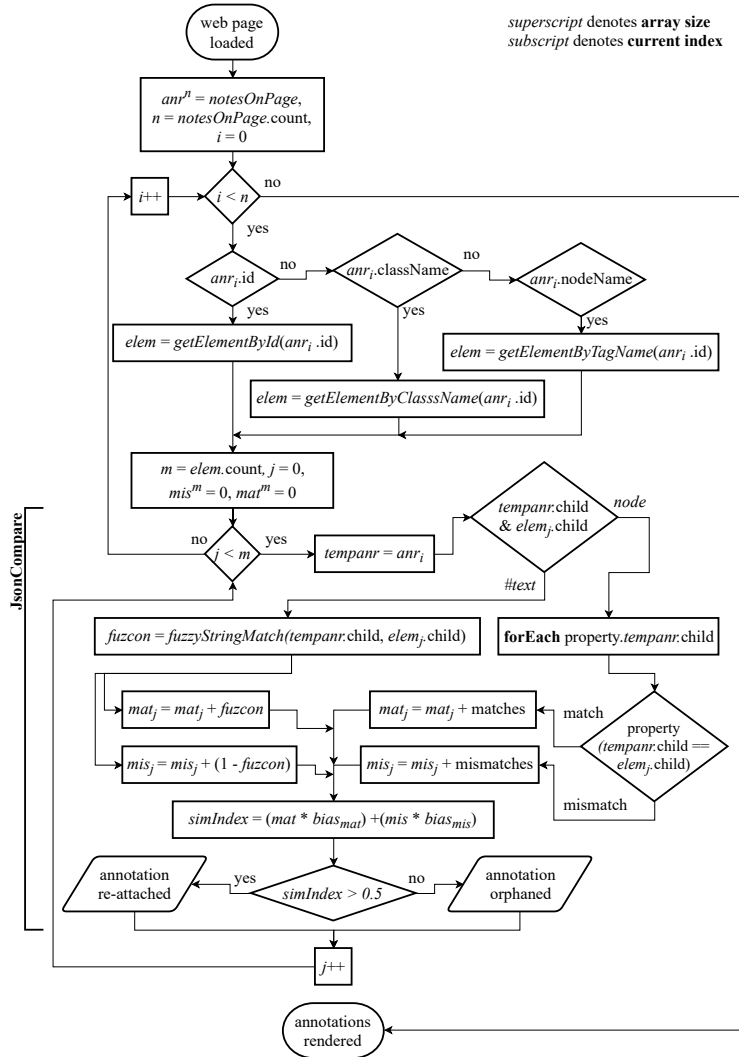 web page
loaded
superscript denotes array size
subscript denotes current index
anrⁿ = notesOnPage,
n = notesOnPage.count,
i = 0
i++
i < n
no
yes
anrᵢ.id
no
anrᵢ.className
no
anrᵢ.nodeName
yes
yes
yes
elem = getElementById(anrᵢ .id)
elem = getElementByTagName(anrᵢ .id)
elem = getElementByClasssName(anrᵢ .id)
m = elem.count, j = 0,
misᵐ = 0, matᵐ = 0
JsonCompare
no
j < m
yes
tempanr = anrᵢ
tempanr.child
& elemⱼ.child
node
#text
fuzcon = fuzzyStringMatch(tempanr.child, elemⱼ.child)
forEach property.tempanr.child
matⱼ = matⱼ + fuzcon
matⱼ = matⱼ + matches
match
property
(tempanr.child ==
elemⱼ.child)
misⱼ = misⱼ + (1 - fuzcon)
misⱼ = misⱼ + mismatches
mismatch
simIndex = (mat * bias_mat) +(mis * bias_mis)
annotation
re-attached
yes
simIndex > 0.5
no
annotation
orphaned
j++
annotations
rendered